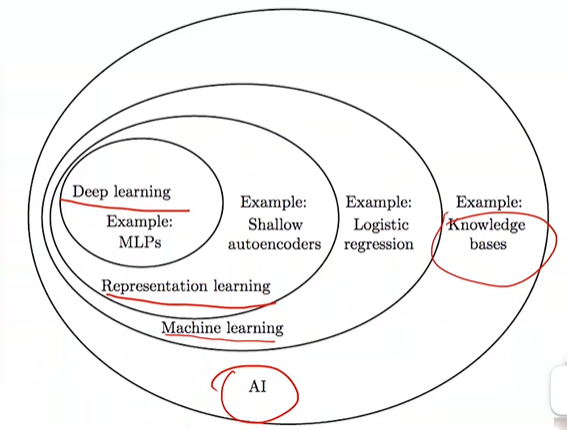 Deep learning
Example:
MLPs
Example:
Shallow
autoencoders
Example:
Logistic
regression
Example:
Knowledge
bases
Representation learning
Machine learning
AI